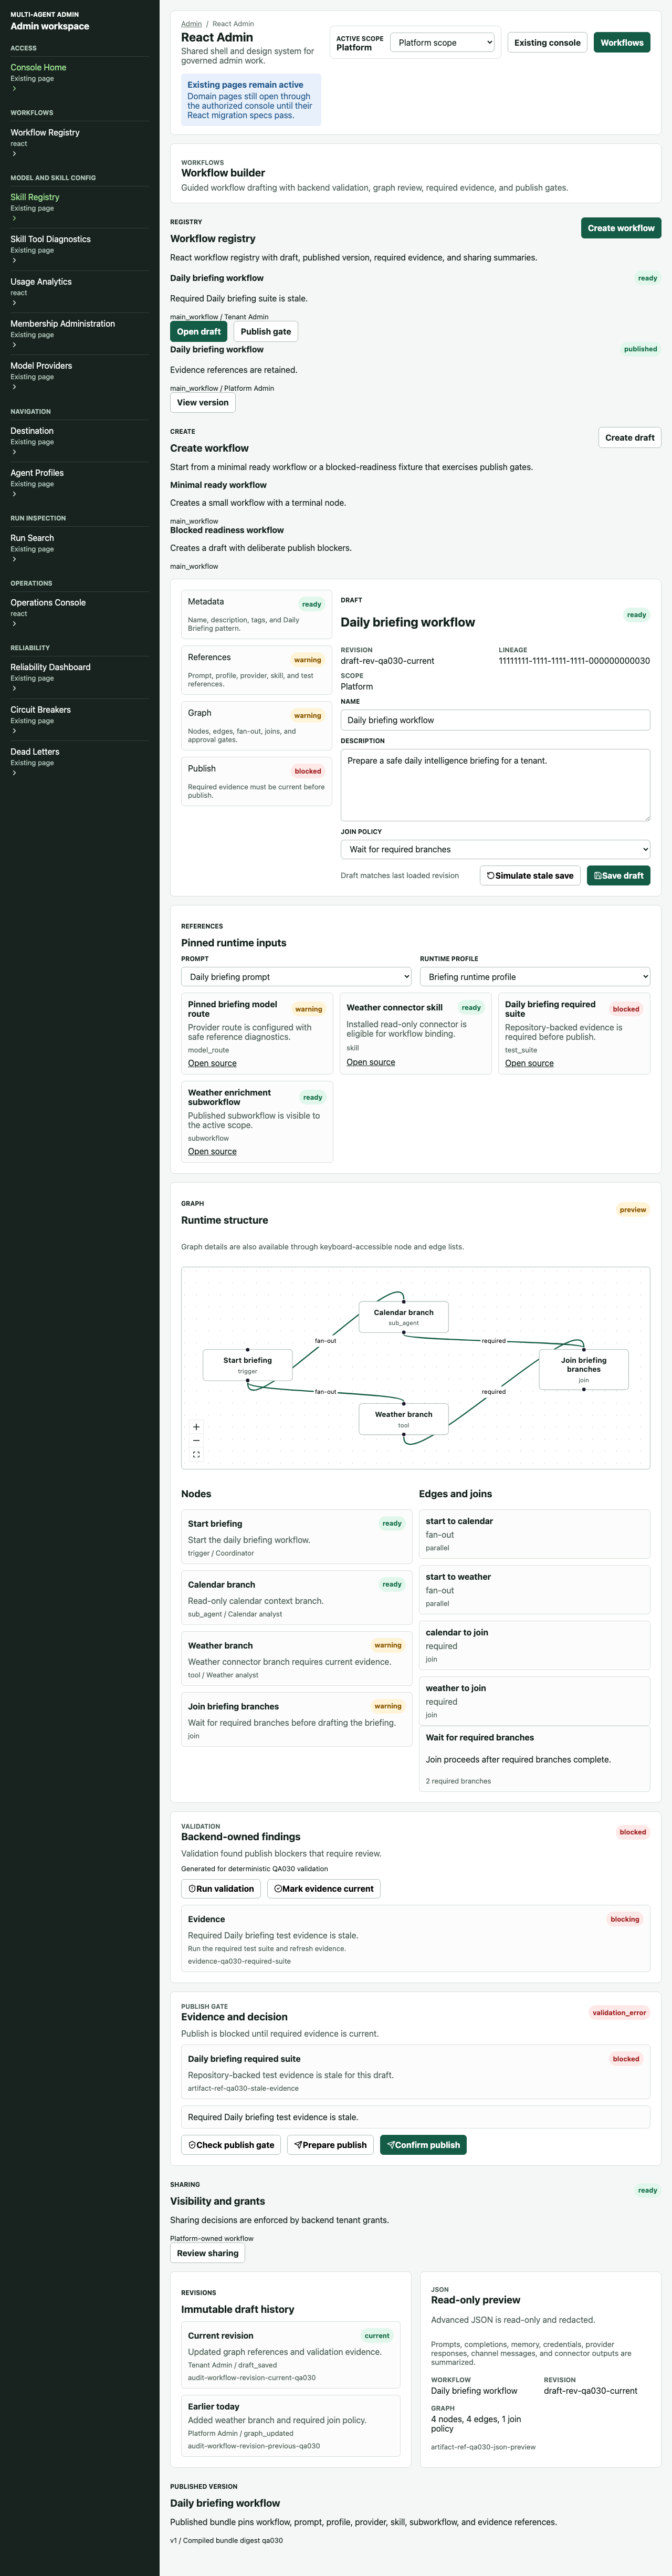 MULTI-AGENT ADMIN
Admin workspace
ACCESS
Console Home
Existing page
WORKFLOWS
Workflow Registry
react
MODEL AND SKILL CONFIG
Skill Registry
Existing page
Skill Tool Diagnostics
Existing page
Usage Analytics
react
Membership Administration
Existing page
Model Providers
Existing page
NAVIGATION
Destination
Existing page
Agent Profiles
Existing page
RUN INSPECTION
Run Search
Existing page
OPERATIONS
Operations Console
react
RELIABILITY
Reliability Dashboard
Existing page
Circuit Breakers
Existing page
Dead Letters
Existing page
Admin / React Admin
React Admin
Shared shell and design system for
governed admin work.
ACTIVE SCOPE
Platform
Platform scope
Existing console
Workflows
Existing pages remain active
Domain pages still open through
the authorized console until their
React migration specs pass.
WORKFLOWS
Workflow builder
Guided workflow drafting with backend validation, graph review, required evidence, and publish gates.
REGISTRY
Workflow registry
Create workflow
React workflow registry with draft, published version, required evidence, and sharing summaries.
Daily briefing workflow
ready
Required Daily briefing suite is stale.
main_workflow / Tenant Admin
Open draft
Publish gate
Daily briefing workflow
published
Evidence references are retained.
main_workflow / Platform Admin
View version
CREATE
Create workflow
Create draft
Start from a minimal ready workflow or a blocked-readiness fixture that exercises publish gates.
Minimal ready workflow
Creates a small workflow with a terminal node.
main_workflow
Blocked readiness workflow
Creates a draft with deliberate publish blockers.
main_workflow
Metadata
ready
Name, description, tags, and Daily
Briefing pattern.
References
warning
Prompt, profile, provider, skill, and test
references.
Graph
warning
Nodes, edges, fan-out, joins, and
approval gates.
Publish
blocked
Required evidence must be current before
publish.
DRAFT
Daily briefing workflow
ready
REVISION
draft-rev-qa030-current
LINEAGE
11111111-1111-1111-1111-000000000030
SCOPE
Platform
NAME
Daily briefing workflow
DESCRIPTION
Prepare a safe daily intelligence briefing for a tenant.
JOIN POLICY
Wait for required branches
Draft matches last loaded revision
Simulate stale save
Save draft
REFERENCES
Pinned runtime inputs
PROMPT
Daily briefing prompt
RUNTIME PROFILE
Briefing runtime profile
Pinned briefing model
route
warning
Provider route is configured with
safe reference diagnostics.
model_route
Open source
Weather connector skill
ready
Installed read-only connector is
eligible for workflow binding.
skill
Open source
Daily briefing required
suite
blocked
Repository-backed evidence is
required before publish.
test_suite
Open source
Weather enrichment
subworkflow
ready
Published subworkflow is visible to
the active scope.
subworkflow
Open source
GRAPH
Runtime structure
preview
Graph details are also available through keyboard-accessible node and edge lists.
Calendar branch
sub_agent
fan-out
required
Start briefing
trigger
Join briefing
branches
join
fan-out
required
Weather branch
tool
Nodes
Start briefing
ready
Start the daily briefing workflow.
trigger / Coordinator
Calendar branch
ready
Read-only calendar context branch.
sub_agent / Calendar analyst
Weather branch
warning
Weather connector branch requires current evidence.
tool / Weather analyst
Join briefing branches
warning
Wait for required branches before drafting the briefing.
join
Edges and joins
start to calendar
fan-out
parallel
start to weather
fan-out
parallel
calendar to join
required
join
weather to join
required
join
Wait for required branches
Join proceeds after required branches complete.
2 required branches
VALIDATION
Backend-owned findings
blocked
Validation found publish blockers that require review.
Generated for deterministic QA030 validation
Run validation
Mark evidence current
Evidence
blocking
Required Daily briefing test evidence is stale.
Run the required test suite and refresh evidence.
evidence-qa030-required-suite
PUBLISH GATE
Evidence and decision
validation_error
Publish is blocked until required evidence is current.
Daily briefing required suite
blocked
Repository-backed test evidence is stale for this draft.
artifact-ref-qa030-stale-evidence
Required Daily briefing test evidence is stale.
Check publish gate
Prepare publish
Confirm publish
SHARING
Visibility and grants
ready
Sharing decisions are enforced by backend tenant grants.
Platform-owned workflow
Review sharing
REVISIONS
Immutable draft history
Current revision
current
Updated graph references and validation evidence.
Tenant Admin / draft_saved
audit-workflow-revision-current-qa030
Earlier today
Added weather branch and required join policy.
Platform Admin / graph_updated
audit-workflow-revision-previous-qa030
JSON
Read-only preview
Advanced JSON is read-only and redacted.
Prompts, completions, memory, credentials, provider
responses, channel messages, and connector outputs are
summarized.
WORKFLOW
Daily briefing workflow
REVISION
draft-rev-qa030-current
GRAPH
4 nodes, 4 edges, 1 join
policy
artifact-ref-qa030-json-preview
PUBLISHED VERSION
Daily briefing workflow
Published bundle pins workflow, prompt, profile, provider, skill, subworkflow, and evidence references.
v1 / Compiled bundle digest qa030